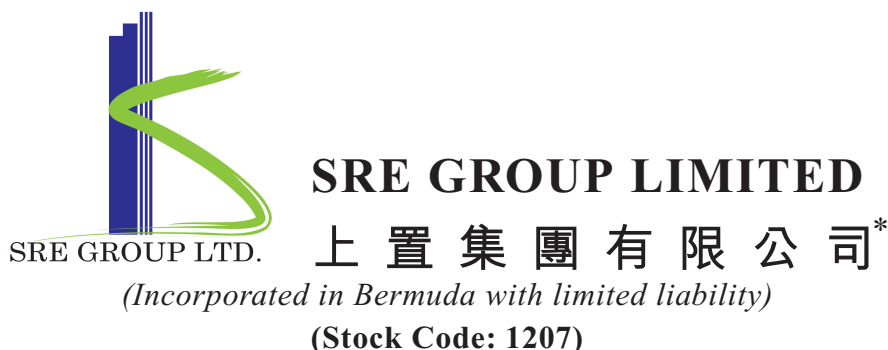 SRE GROUP LTD.
SRE GROUP LIMITED
上置集團有限公司*
(Incorporated in Bermuda with limited liability)
(Stock Code: 1207)